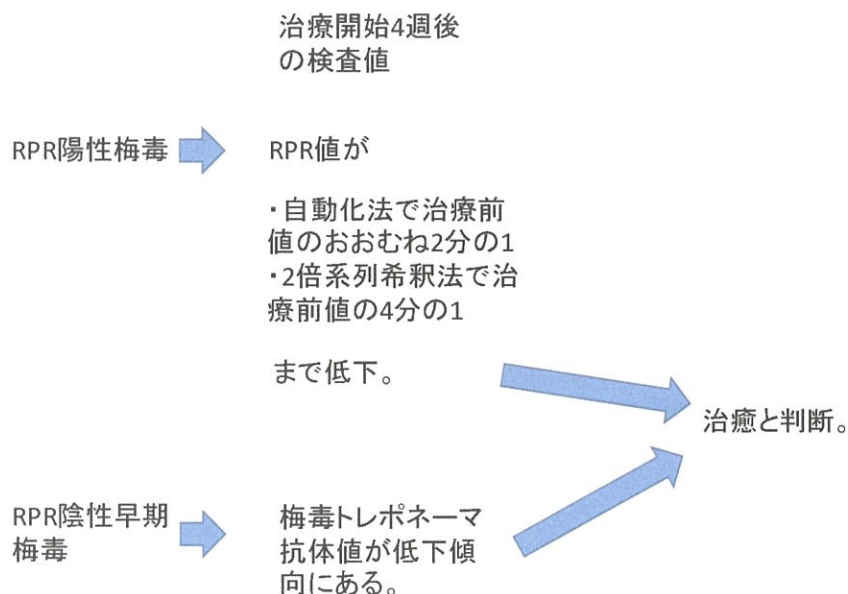 治療開始4週後
の検査値
RPR陽性梅毒
RPR値が
・自動化法で治療前
値のおおむね2分の1
・2倍系列希釈法で治
療前値の4分の1
まで低下。
治癒と判断。
RPR陰性早期
梅毒
梅毒トレポネーマ
抗体値が低下傾
向にある。